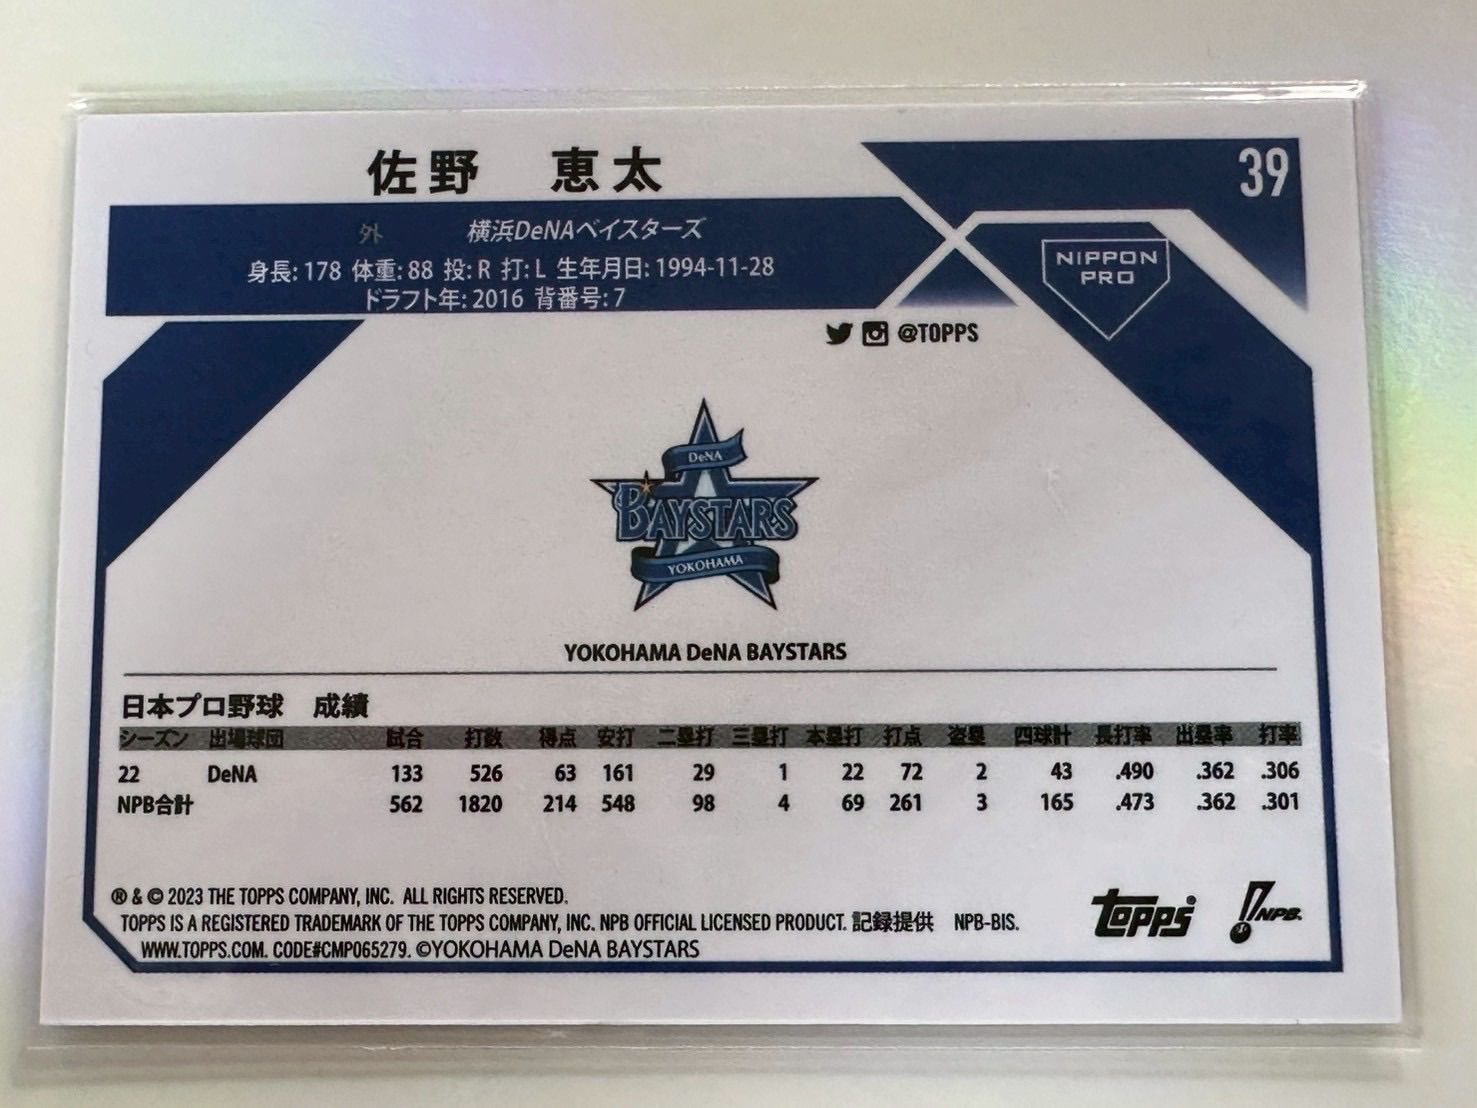 佐野 恵太
39
外 横浜DeNAベイスターズ
身長: 178 体重: 88 投: R 打: L 生年月日: 1994-11-28
ドラフト年: 2016 背番号: 7
NIPPON
PRO
@TOPPS
DeNA
BAYSTARS
YOKOHAMA
YOKOHAMA DeNA BAYSTARS
日本プロ野球 成績
シーズン 出場球団 試合 打数 得点 安打 二塁打 三塁打 本塁打 打点 盗塁 四球計 長打率 出塁率 打率
22 DeNA 133 526 63 161 29 1 22 72 2 43 .490 .362 .306
NPB合計 562 1820 214 548 98 4 69 261 3 165 .473 .362 .301
® & © 2023 THE TOPPS COMPANY, INC. ALL RIGHTS RESERVED.
TOPPS IS A REGISTERED TRADEMARK OF THE TOPPS COMPANY, INC. NPB OFFICIAL LICENSED PRODUCT. 記録提供 NPB-BIS.
WWW.TOPPS.COM. CODE#CMP065279. ©YOKOHAMA DeNA BAYSTARS
topps
NPB.